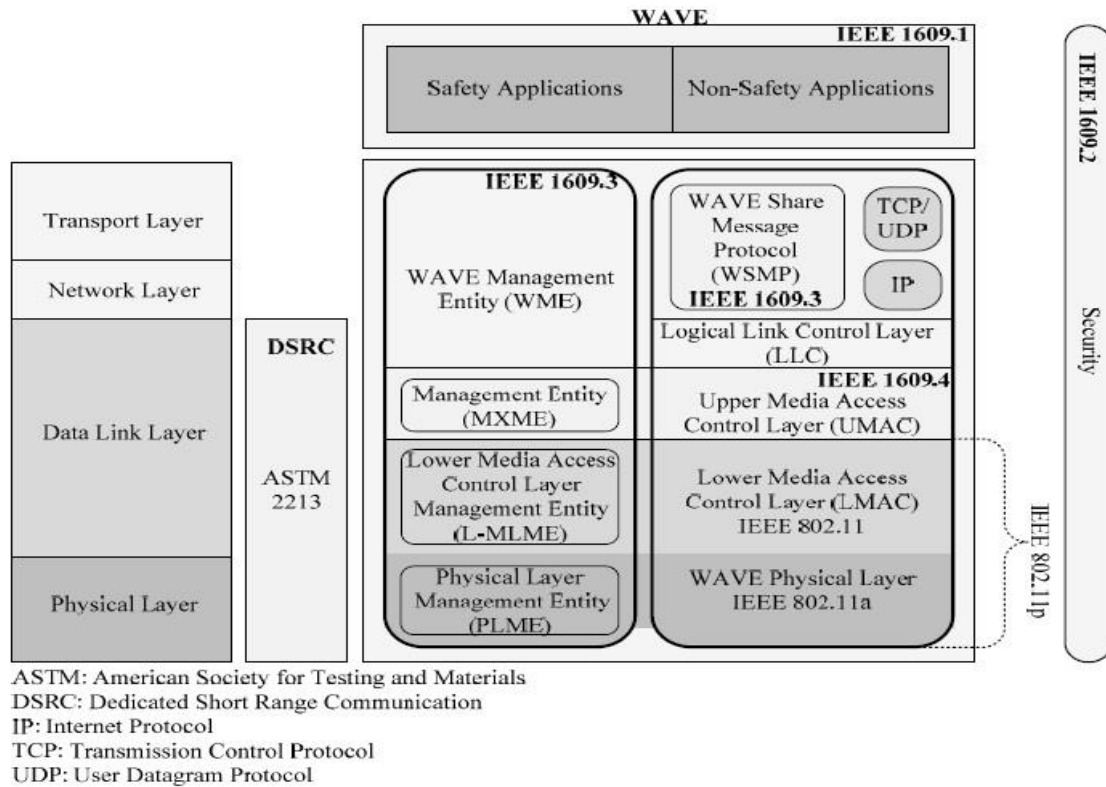 WAVE
IEEE 1609.1
Safety Applications
Non-Safety Applications
IEEE 1609.2
Security
Transport Layer
Network Layer
Data Link Layer
Physical Layer
DSRC
ASTM
2213
IEEE 1609.3
WAVE Management
Entity (WME)
Management Entity
(MXME)
Lower Media Access
Control Layer
Management Entity
(L-MLME)
Physical Layer
Management Entity
(PLME)
WAVE Share
Message
Protocol
(WSMP)
IEEE 1609.3
TCP/
UDP
IP
Logical Link Control Layer
(LLC)
IEEE 1609.4
Upper Media Access
Control Layer (UMAC)
Lower Media Access
Control Layer (LMAC)
IEEE 802.11
WAVE Physical Layer
IEEE 802.11a
IEEE 802.11p
ASTM: American Society for Testing and Materials
DSRC: Dedicated Short Range Communication
IP: Internet Protocol
TCP: Transmission Control Protocol
UDP: User Datagram Protocol